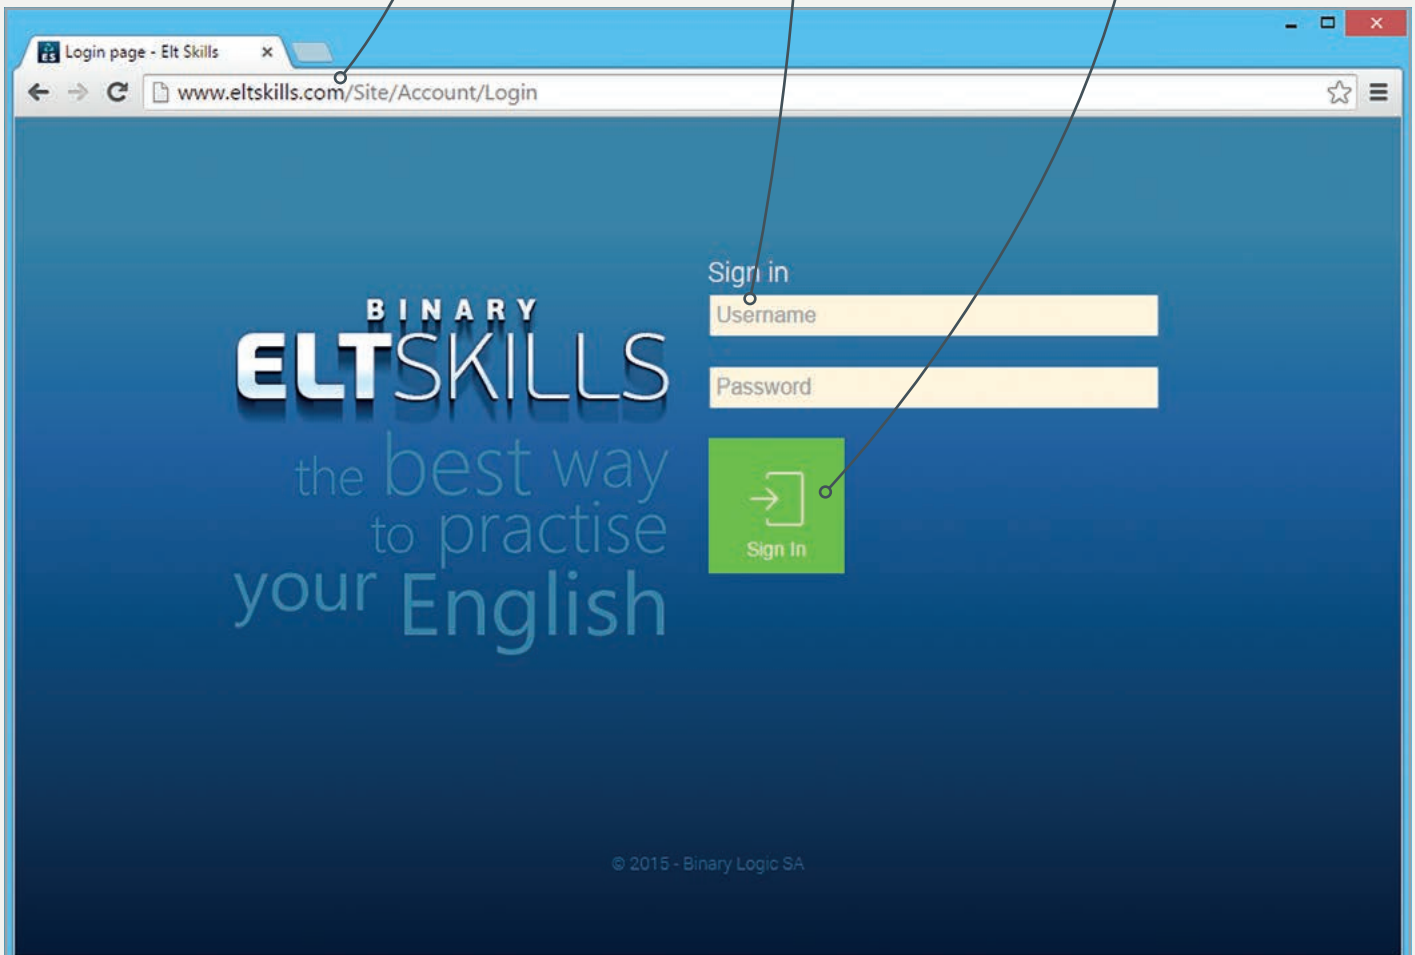 Login page - Elt Skills
www.eltskills.com/Site/Account/Login
Sign in
Username
Password
Sign In
BINARY
ELTSKILLS
the best way
to practise
your English
© 2015 - Binary Logic SA